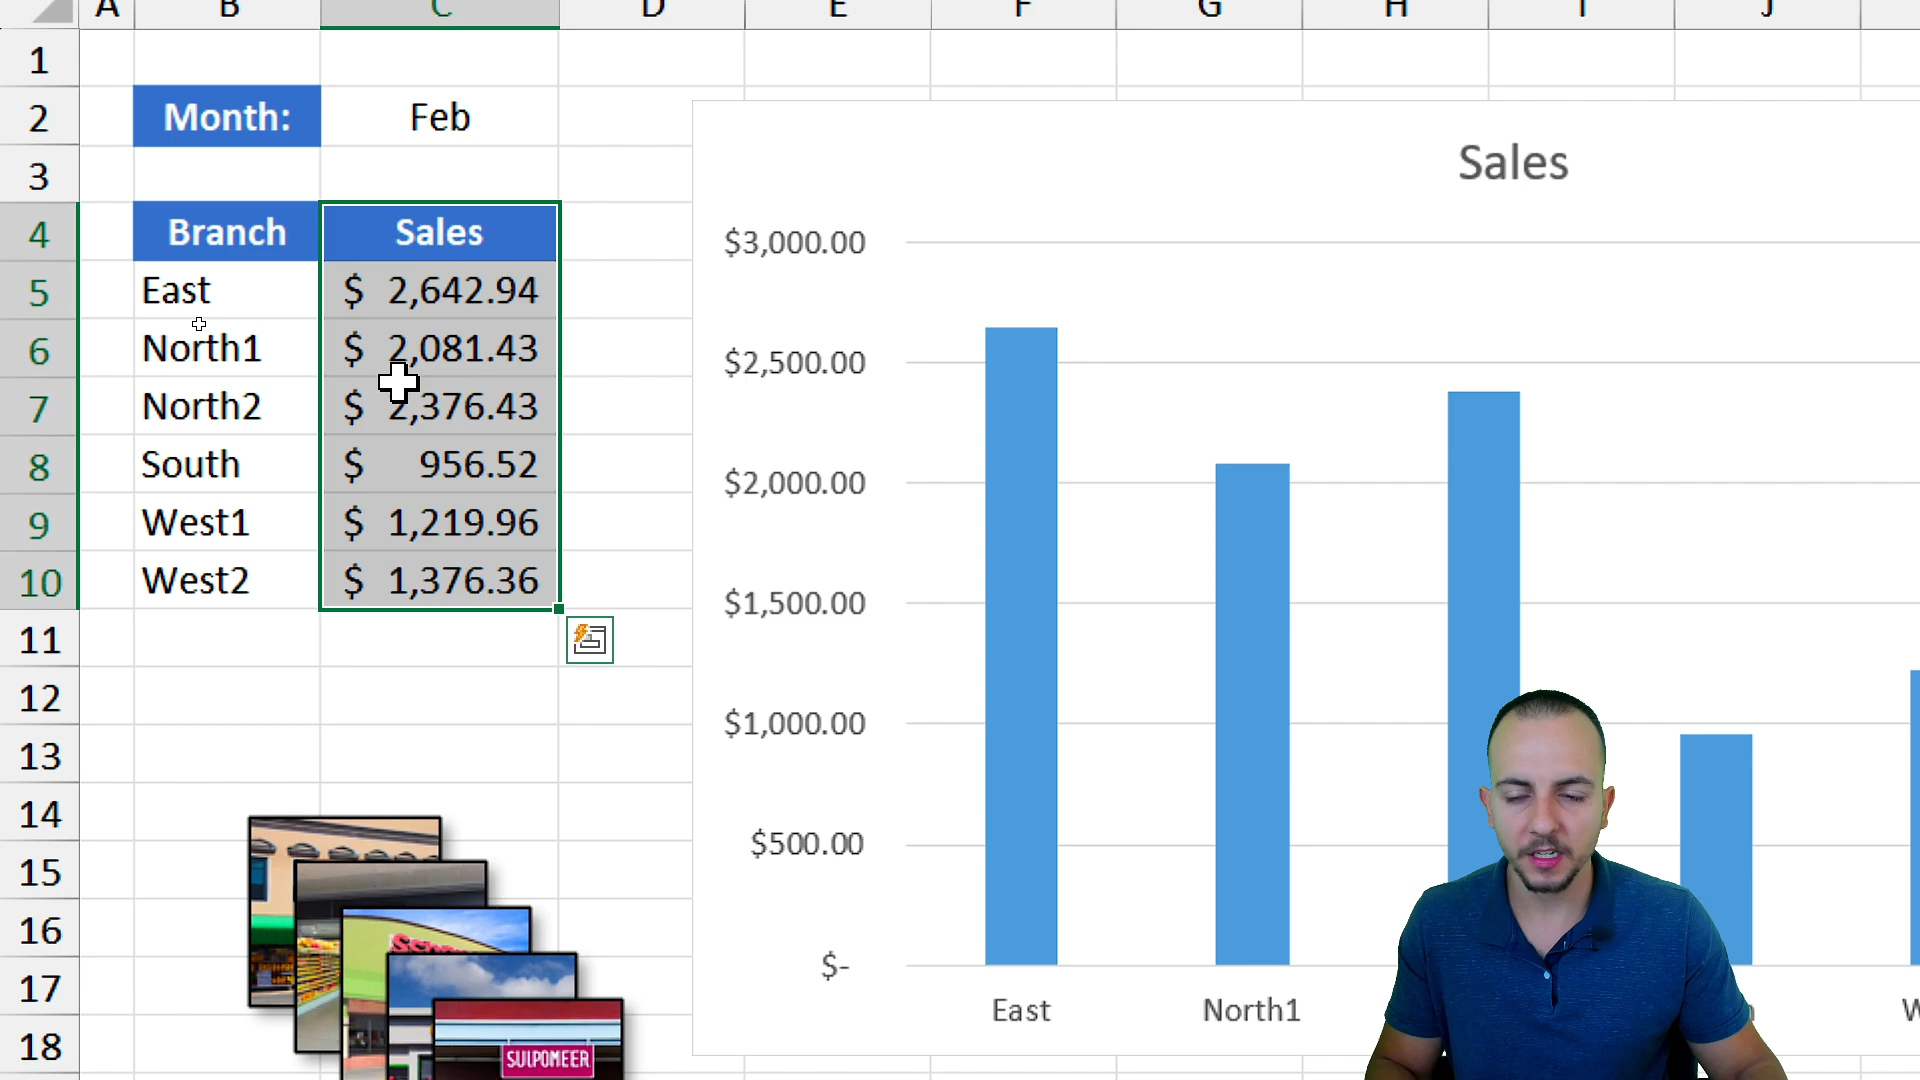 A B C D E F G H I J
1
2 Month: Feb
3
4 Branch Sales
5 East $ 2,642.94
6 North1 $ 2,081.43
7 North2 $ 2,376.43
8 South $ 956.52
9 West1 $ 1,219.96
10 West2 $ 1,376.36
11
12
13
14
15
16
17
18
Sales
$3,000.00
$2,500.00
$2,000.00
$1,500.00
$1,000.00
$500.00
$-
East North1
SUIPOMEER